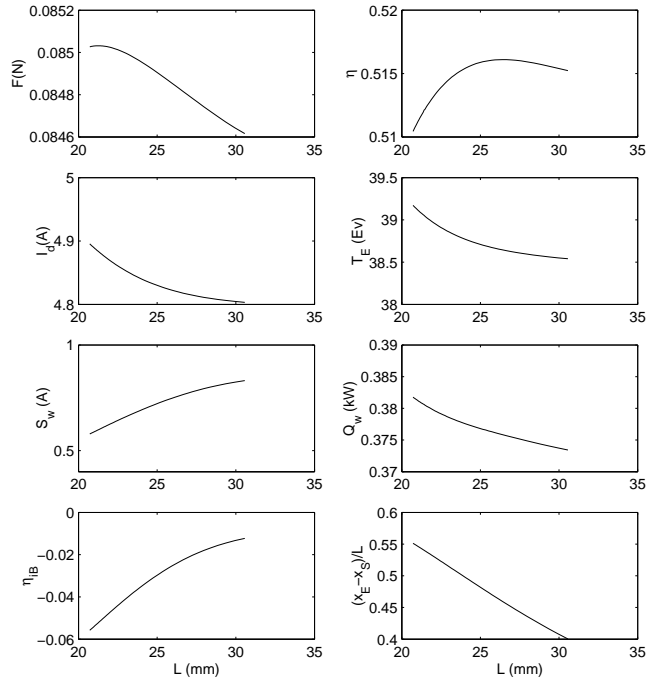 0.0852
0.085
0.0848
0.0846
F(N)
20 25 30 35
0.52
0.515
0.51
η
20 25 30 35
5
4.9
4.8
I_d(A)
20 25 30 35
39.5
39
38.5
38
T_E (Ev)
20 25 30 35
1
0.5
S_w (A)
20 25 30 35
0.39
0.385
0.38
0.375
0.37
Q_w (kW)
20 25 30 35
0
−0.02
−0.04
−0.06
η_iB
20 25 30 35
L (mm)
0.6
0.55
0.5
0.45
0.4
(x_E−x_S)/L
20 25 30 35
L (mm)